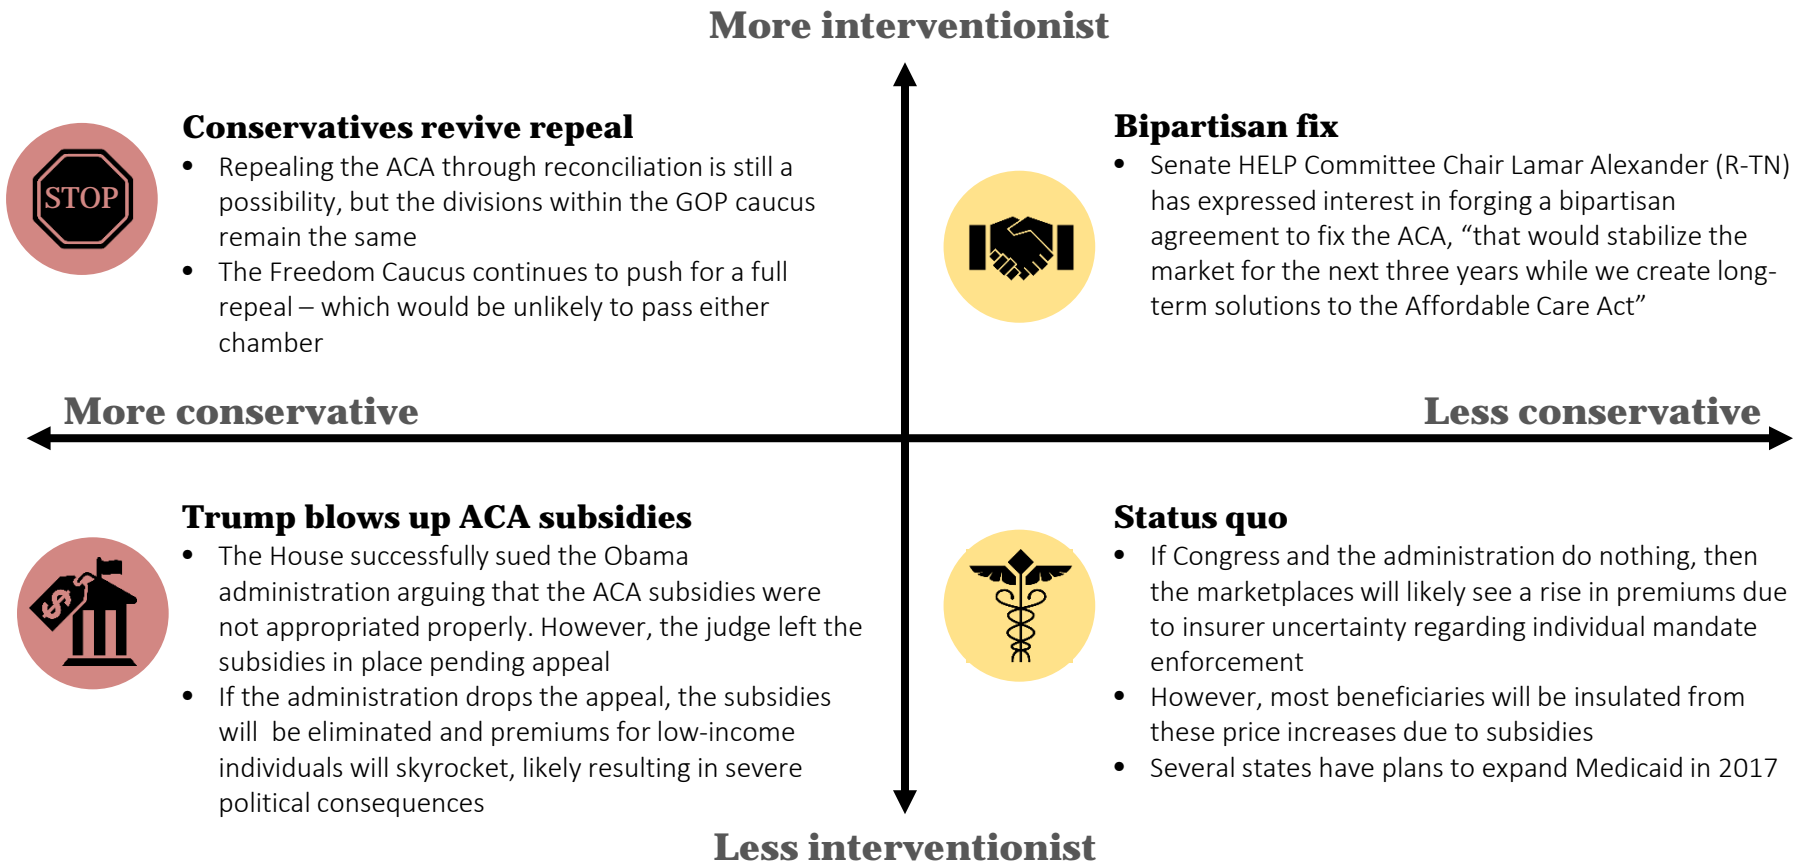 More interventionist
Conservatives revive repeal
• Repealing the ACA through reconciliation is still a
possibility, but the divisions within the GOP caucus
remain the same
• The Freedom Caucus continues to push for a full
repeal – which would be unlikely to pass either
chamber
STOP
Bipartisan fix
• Senate HELP Committee Chair Lamar Alexander (R-TN)
has expressed interest in forging a bipartisan
agreement to fix the ACA, “that would stabilize the
market for the next three years while we create long-
term solutions to the Affordable Care Act”
More conservative
Less conservative
Trump blows up ACA subsidies
• The House successfully sued the Obama
administration arguing that the ACA subsidies were
not appropriated properly. However, the judge left the
subsidies in place pending appeal
• If the administration drops the appeal, the subsidies
will  be eliminated and premiums for low-income
individuals will skyrocket, likely resulting in severe
political consequences
$
Status quo
• If Congress and the administration do nothing, then
the marketplaces will likely see a rise in premiums due
to insurer uncertainty regarding individual mandate
enforcement
• However, most beneficiaries will be insulated from
these price increases due to subsidies
• Several states have plans to expand Medicaid in 2017
Less interventionist